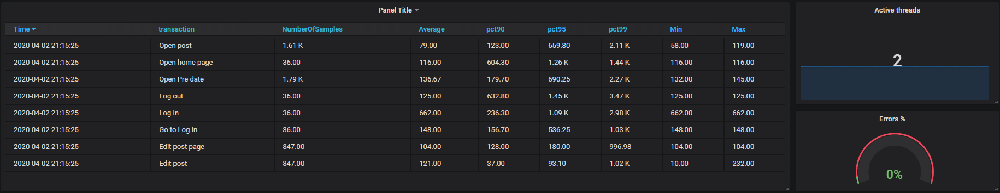 Panel Title
Time transaction NumberOfSamples Average pct90 pct95 pct99 Min Max
2020-04-02 21:15:25 Open post 1.61 K 79.00 123.00 659.80 2.11 K 58.00 119.00
2020-04-02 21:15:25 Open home page 36.00 116.00 604.30 1.26 K 1.44 K 116.00 116.00
2020-04-02 21:15:25 Open Pre date 1.79 K 136.67 179.70 690.25 2.27 K 132.00 145.00
2020-04-02 21:15:25 Log out 36.00 125.00 632.80 1.45 K 3.47 K 125.00 125.00
2020-04-02 21:15:25 Log In 36.00 662.00 236.30 1.09 K 2.98 K 662.00 662.00
2020-04-02 21:15:25 Go to Log In 36.00 148.00 156.70 536.25 1.03 K 148.00 148.00
2020-04-02 21:15:25 Edit post page 847.00 104.00 128.00 180.00 996.98 104.00 104.00
2020-04-02 21:15:25 Edit post 847.00 121.00 37.00 93.10 1.02 K 10.00 232.00
Active threads
2
Errors %
0%